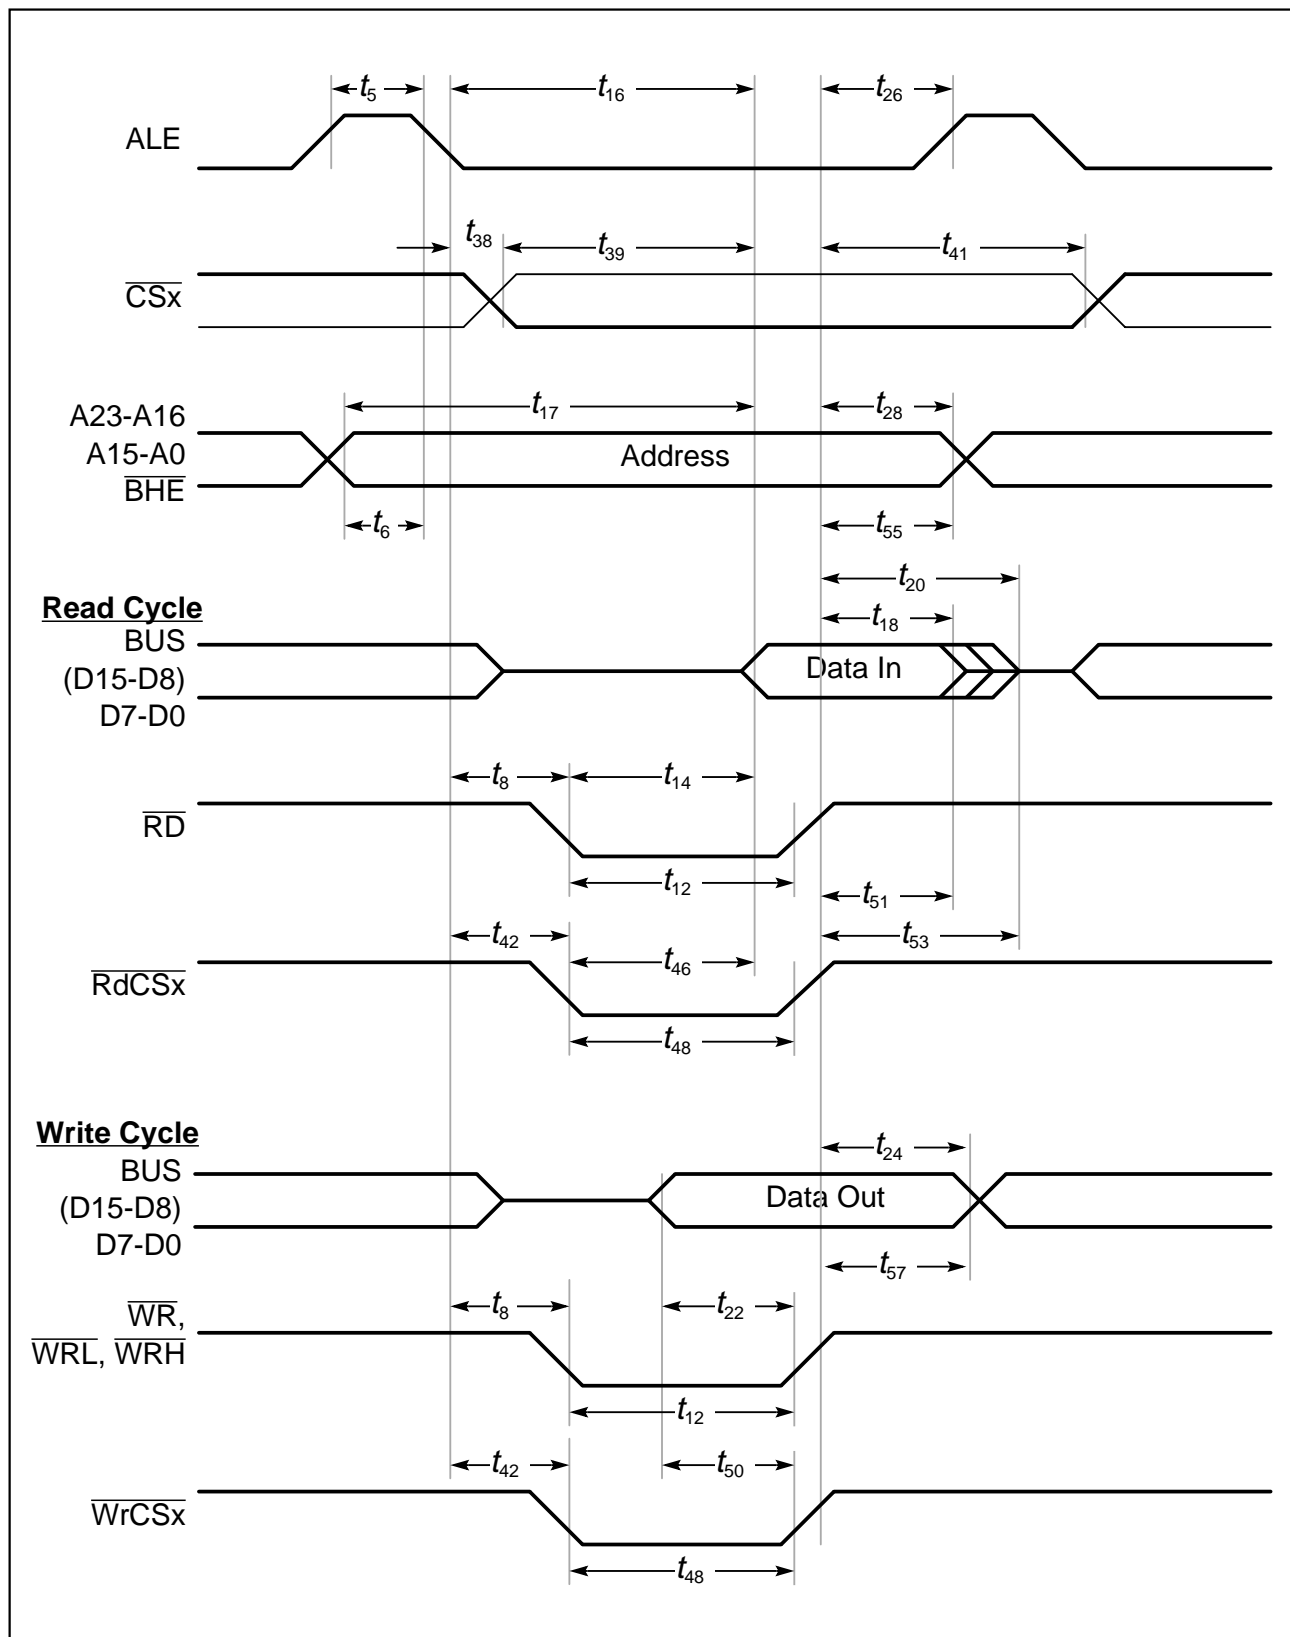 t5 t16 t26
ALE
t38 t39 t41
CSx
A23-A16 t17 t28
A15-A0 Address
BHE
t6 t55
t20
Read Cycle t18
BUS
(D15-D8) Data In
D7-D0
t8 t14
RD
t12 t51
t42 t53
t46
RdCSx
t48
Write Cycle t24
BUS
(D15-D8) Data Out
D7-D0
t57
WR, t8 t22
WRL, WRH
t12
t42 t50
WrCSx
t48